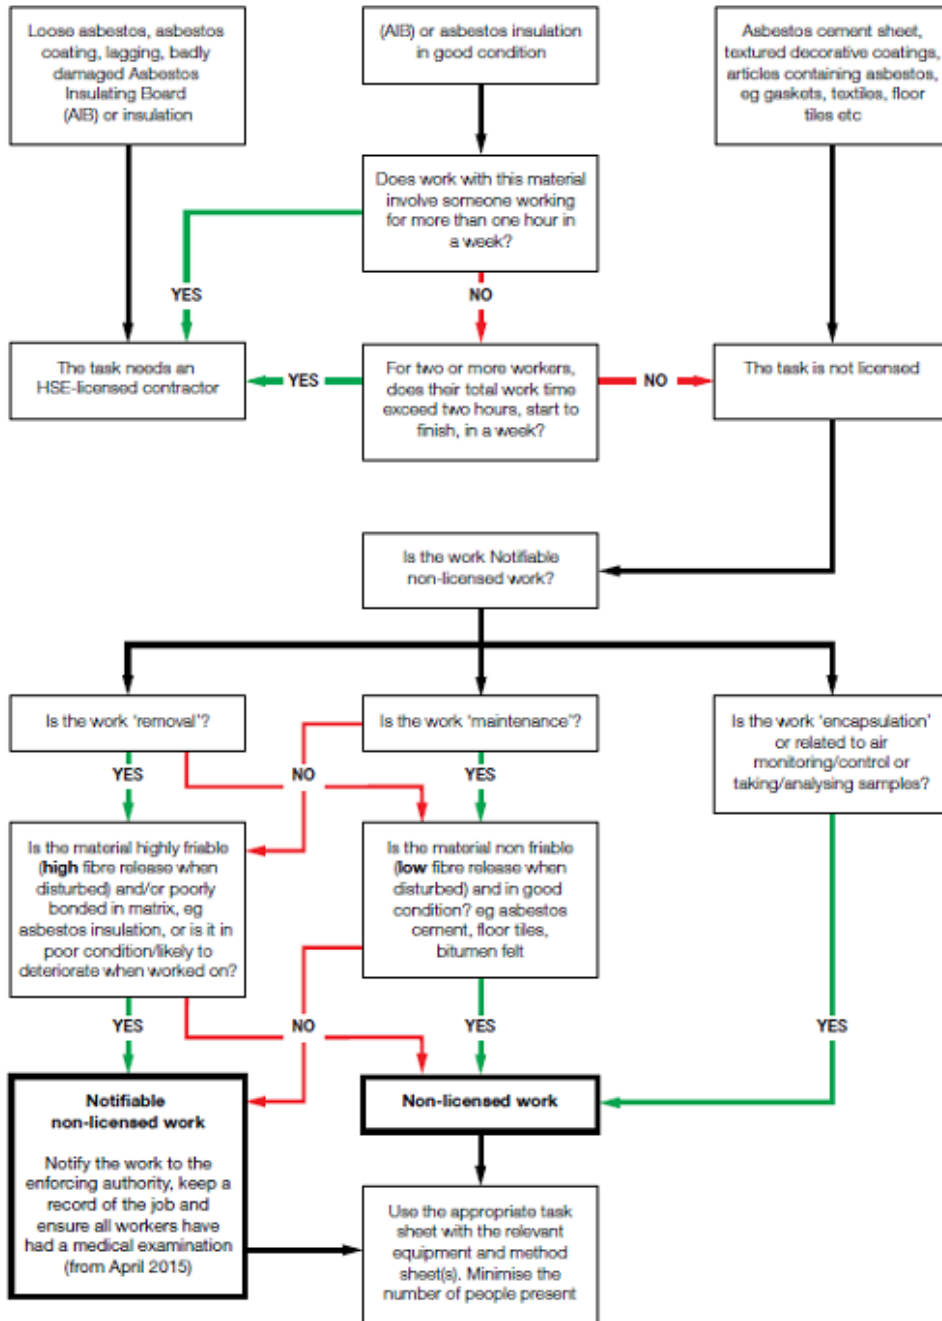 Loose asbestos, asbestos
coating, lagging, badly
damaged Asbestos
Insulating Board
(AIB) or insulation
(AIB) or asbestos insulation
in good condition
Asbestos cement sheet,
textured decorative coatings,
articles containing asbestos,
eg gaskets, textiles, floor
tiles etc
Does work with this material
involve someone working
for more than one hour in
a week?
YES
NO
The task needs an
HSE-licensed contractor
YES
For two or more workers,
does their total work time
exceed two hours, start to
finish, in a week?
NO
The task is not licensed
Is the work Notifiable
non-licensed work?
Is the work ‘removal’?
Is the work ‘maintenance’?
Is the work ‘encapsulation’
or related to air
monitoring/control or
taking/analysing samples?
YES
NO
YES
Is the material highly friable
(high fibre release when
disturbed) and/or poorly
bonded in matrix, eg
asbestos insulation, or is it in
poor condition/likely to
deteriorate when worked on?
Is the material non friable
(low fibre release when
disturbed) and in good
condition? eg asbestos
cement, floor tiles,
bitumen felt
YES
NO
YES
YES
Notifiable
non-licensed work
Notify the work to the
enforcing authority, keep a
record of the job and
ensure all workers have
had a medical examination
(from April 2015)
Non-licensed work
Use the appropriate task
sheet with the relevant
equipment and method
sheet(s). Minimise the
number of people present